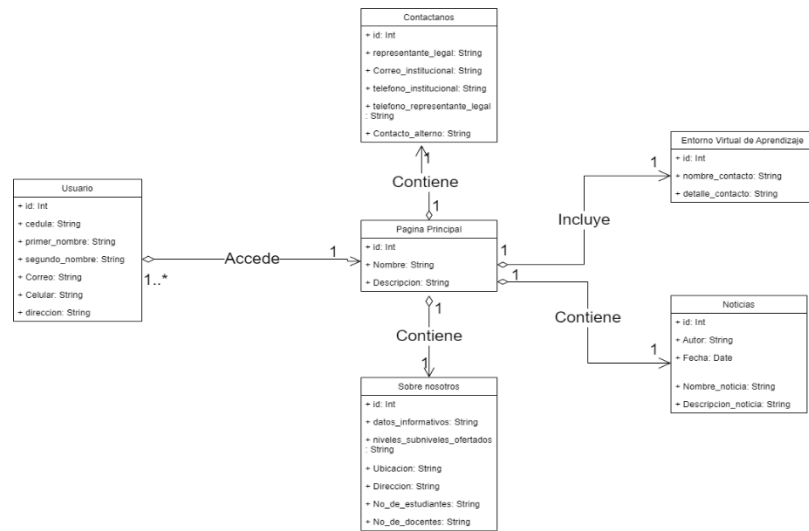 Contactanos
+ id: Int
+ representante_legal: String
+ Correo_institucional: String
+ telefono_institucional: String
+ telefono_representante_legal
: String
+ Contacto_alterno: String
1
Contiene
1
Usuario
+ id: Int
+ cedula: String
+ primer_nombre: String
+ segundo_nombre: String
+ Correo: String
+ Celular: String
+ direccion: String
1..*
Accede
1
Pagina Principal
+ id: Int
+ Nombre: String
+ Descripcion: String
1
Incluye
1
Entorno Virtual de Aprendizaje
+ id: Int
+ nombre_contacto: String
+ detalle_contacto: String
1
Contiene
1
Noticias
+ id: Int
+ Autor: String
+ Fecha: Date
+ Nombre_noticia: String
+ Descripcion_noticia: String
1
Contiene
1
Sobre nosotros
+ id: Int
+ datos_informativos: String
+ niveles_subniveles_ofertados
: String
+ Ubicacion: String
+ Direccion: String
+ No_de_estudiantes: String
+ No_de_docentes: String